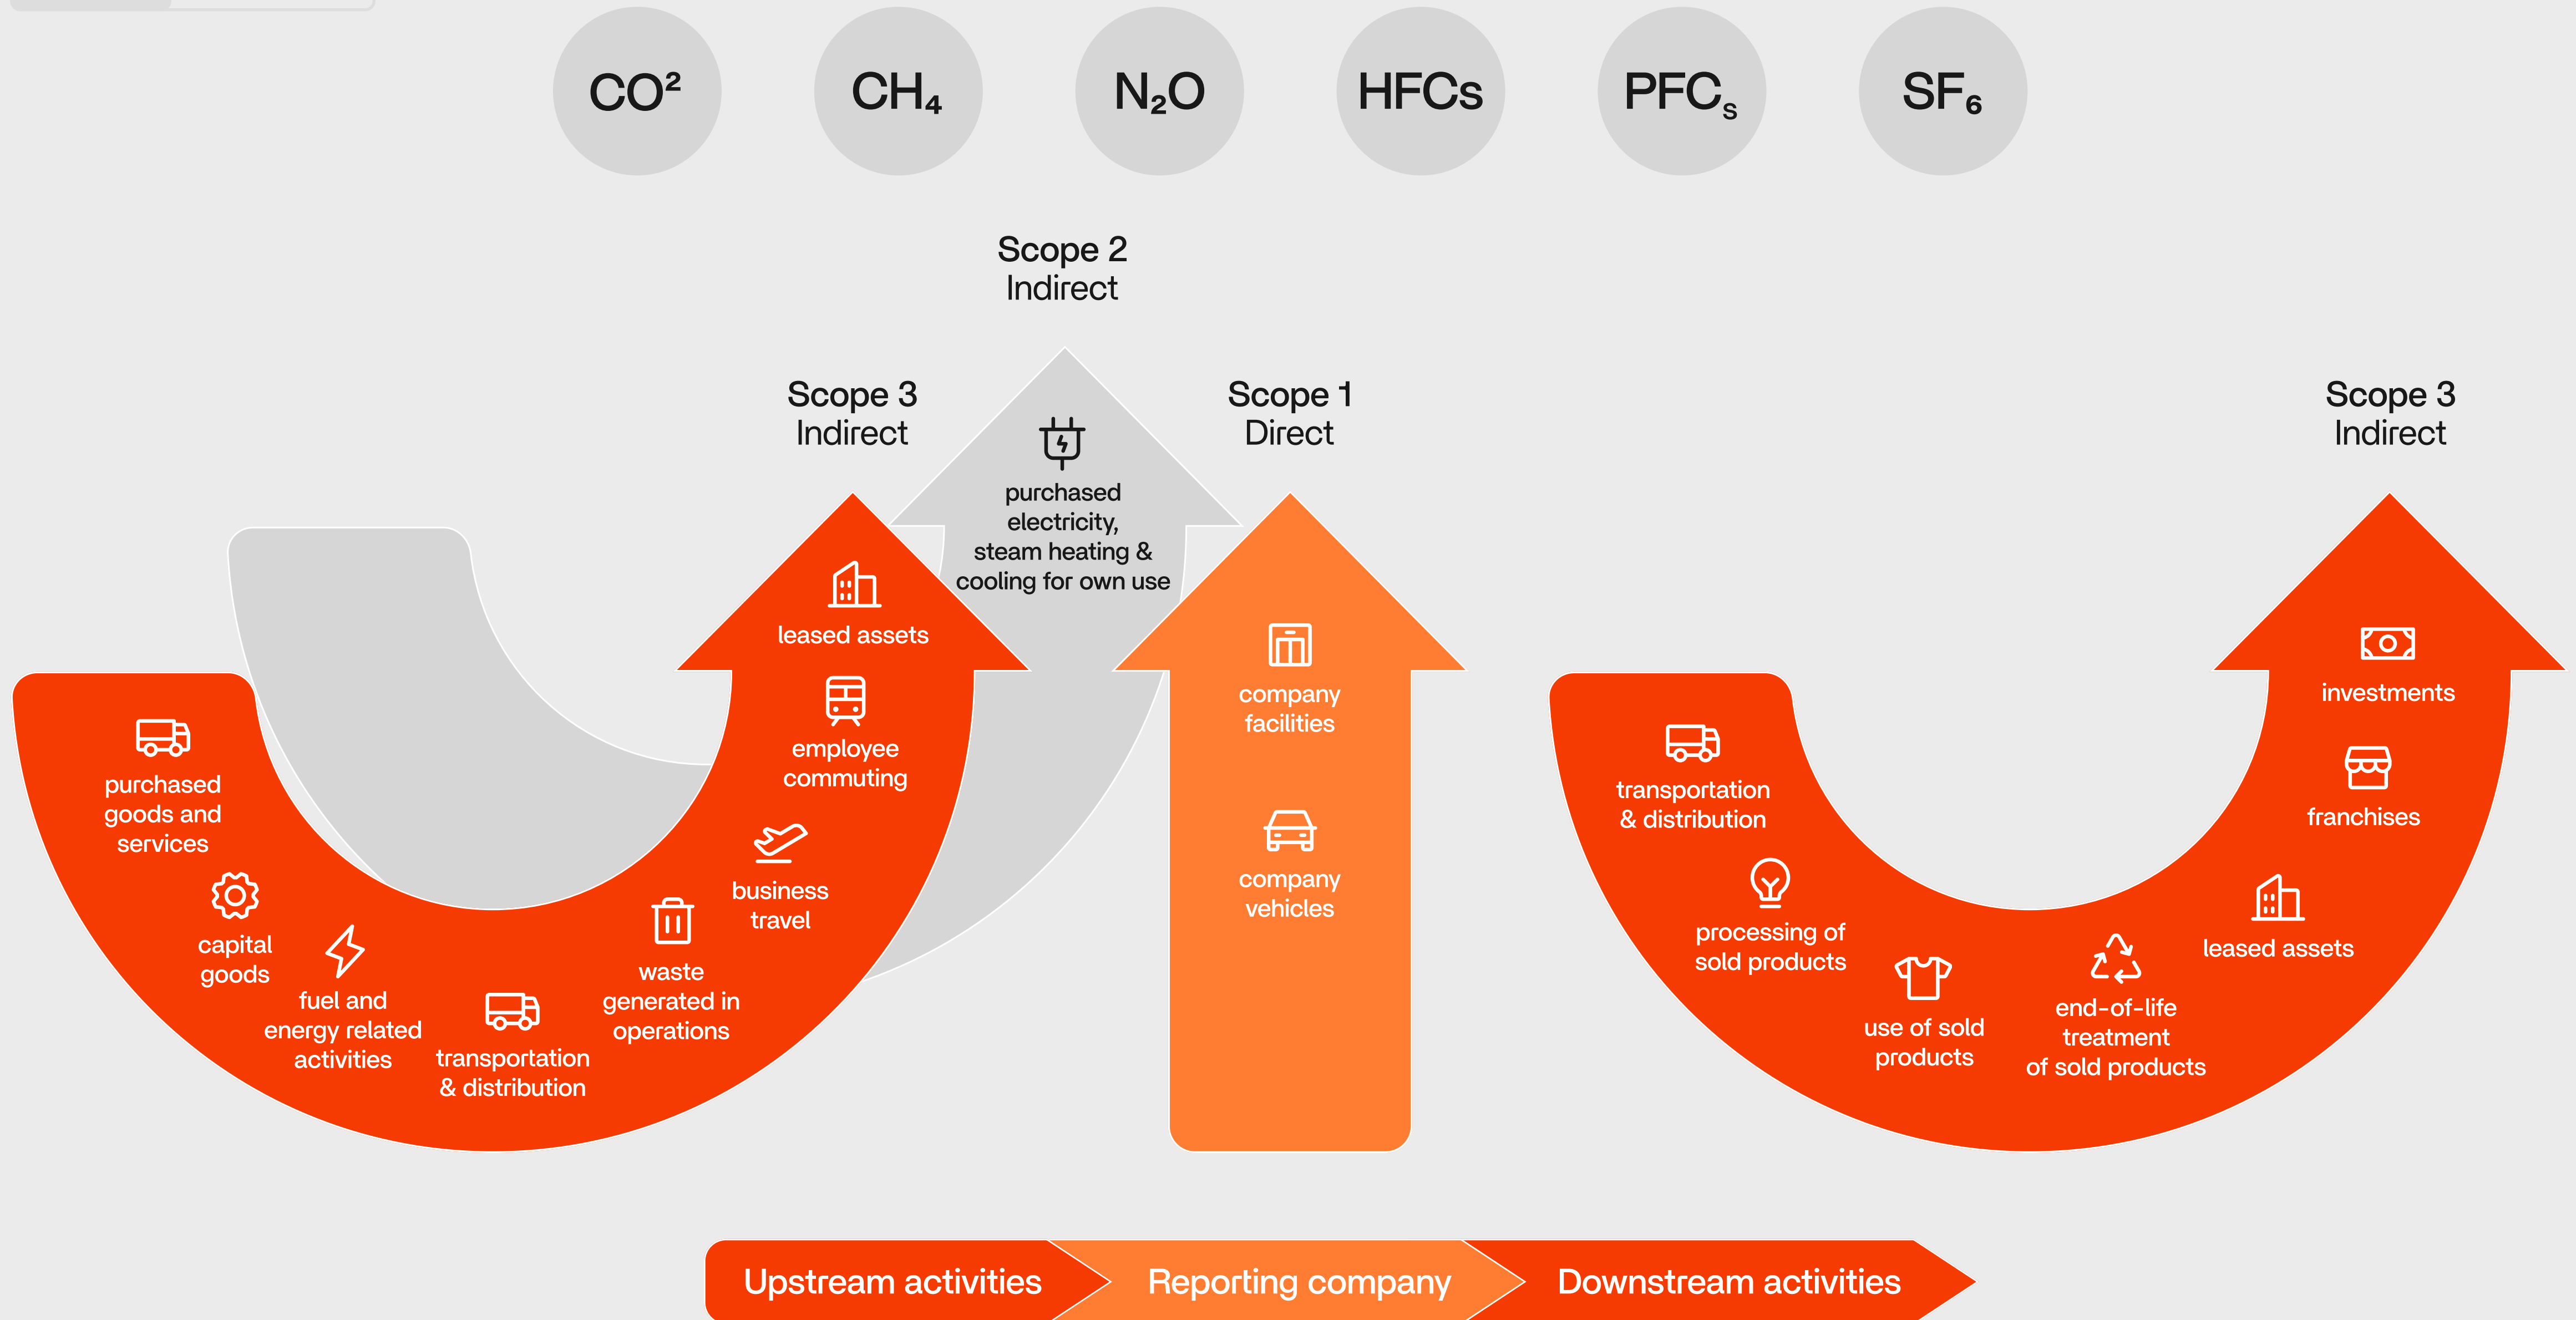 CO²
CH₄
N₂O
HFCs
PFCs
SF₆
Scope 2
Indirect
purchased
electricity,
steam heating &
cooling for own use
Scope 3
Indirect
leased assets
employee
commuting
business
travel
waste
generated in
operations
transportation
& distribution
fuel and
energy related
activities
capital
goods
purchased
goods and
services
Scope 1
Direct
company
facilities
company
vehicles
Scope 3
Indirect
investments
franchises
leased assets
end-of-life
treatment
of sold products
use of sold
products
processing of
sold products
transportation
& distribution
Upstream activities
Reporting company
Downstream activities